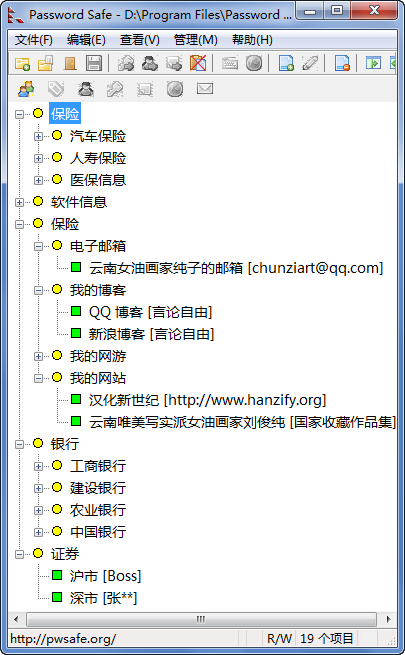 Password Safe - D:\Program Files\Password ...
文件(F) 编辑(E) 查看(V) 管理(M) 帮助(H)
保险
汽车保险
人寿保险
医保信息
软件信息
保险
电子邮箱
云南女油画家纯子的邮箱 [chunziart@qq.com]
我的博客
QQ 博客 [言论自由]
新浪博客 [言论自由]
我的网游
我的网站
汉化新世纪 [http://www.hanzify.org]
云南唯美写实派女油画家刘俊纯 [国家收藏作品集]
银行
工商银行
建设银行
农业银行
中国银行
证券
沪市 [Boss]
深市 [张**]
http://pwsafe.org/ R/W 19 个项目